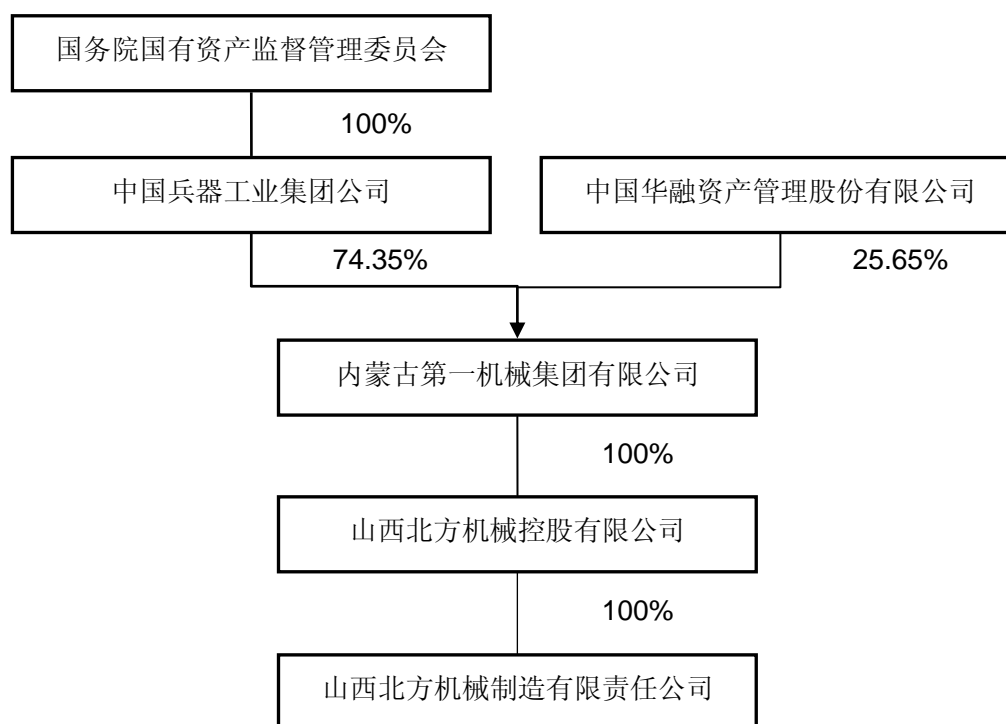 国务院国有资产监督管理委员会
100%
中国兵器工业集团公司
中国华融资产管理股份有限公司
74.35%
25.65%
内蒙古第一机械集团有限公司
100%
山西北方机械控股有限公司
100%
山西北方机械制造有限责任公司